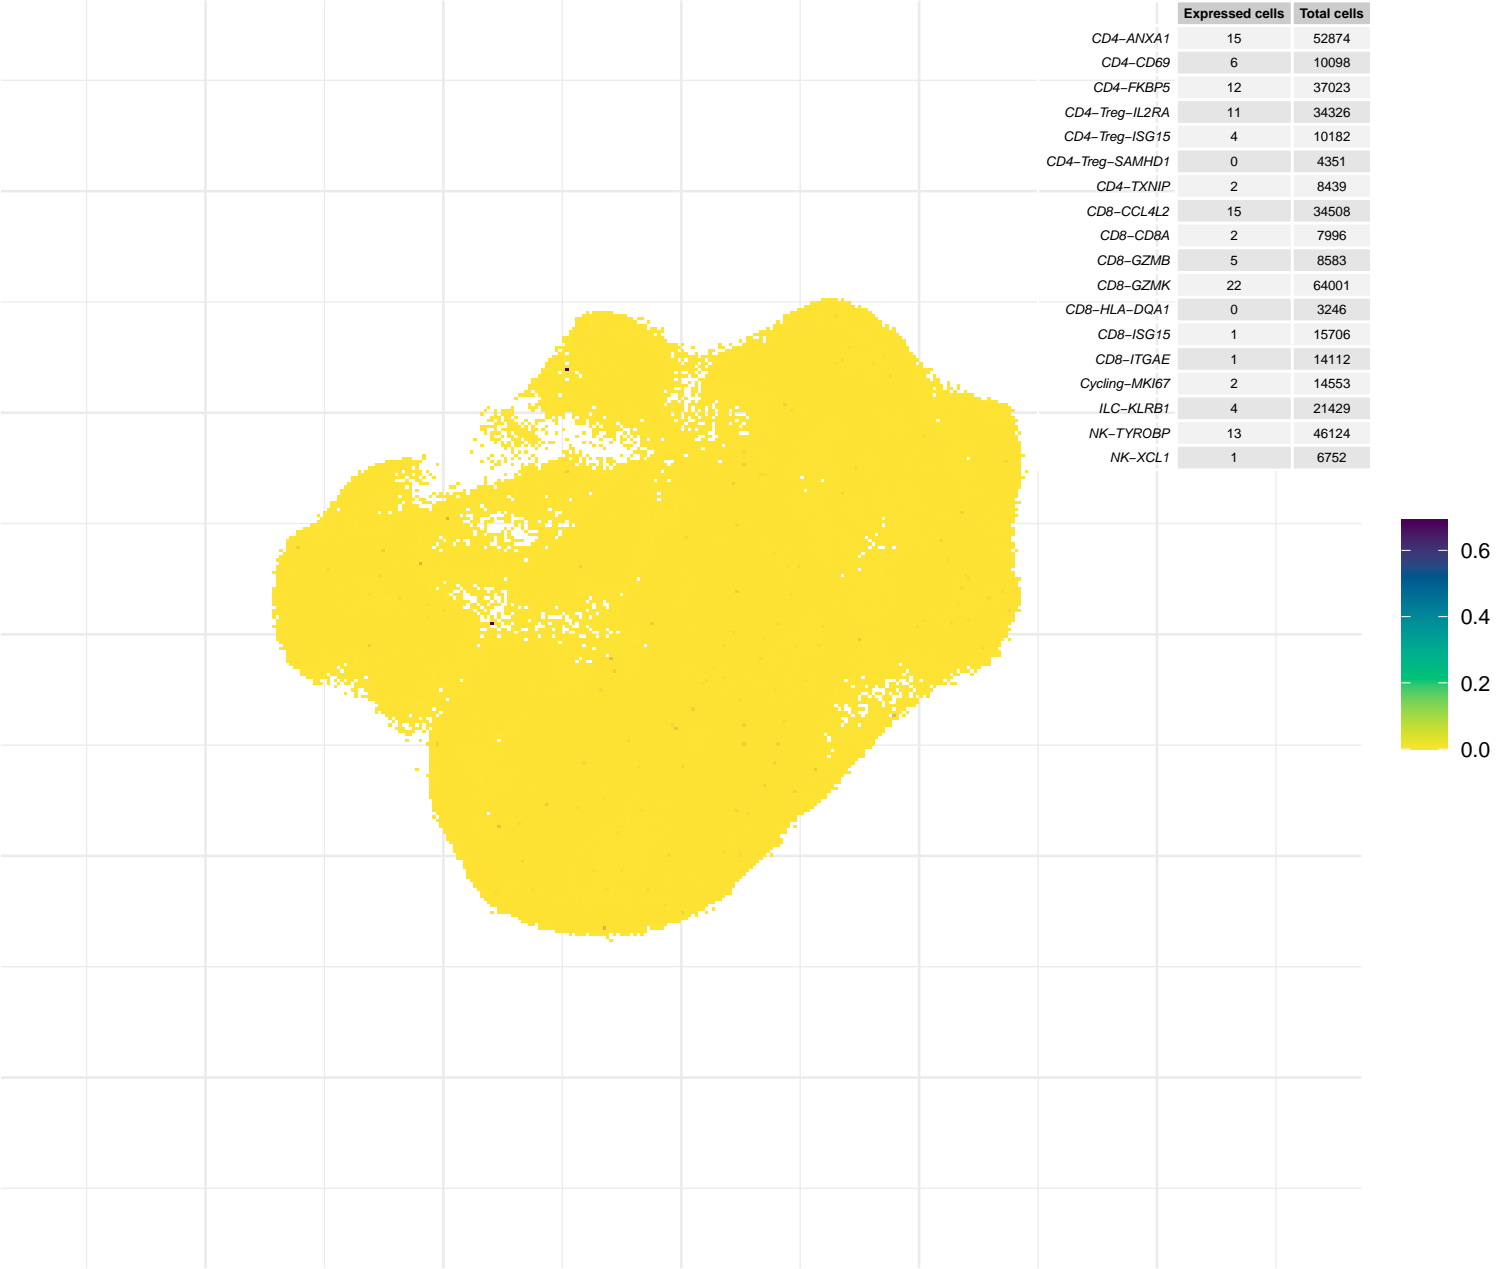 Expressed cells Total cells
CD4−ANXA1 15 52874
CD4−CD69 6 10098
CD4−FKBP5 12 37023
CD4−Treg−IL2RA 11 34326
CD4−Treg−ISG15 4 10182
CD4−Treg−SAMHD1 0 4351
CD4−TXNIP 2 8439
CD8−CCL4L2 15 34508
CD8−CD8A 2 7996
CD8−GZMB 5 8583
CD8−GZMK 22 64001
CD8−HLA−DQA1 0 3246
CD8−ISG15 1 15706
CD8−ITGAE 1 14112
Cycling−MKI67 2 14553
ILC−KLRB1 4 21429
NK−TYROBP 13 46124
NK−XCL1 1 6752
0.6
0.4
0.2
0.0